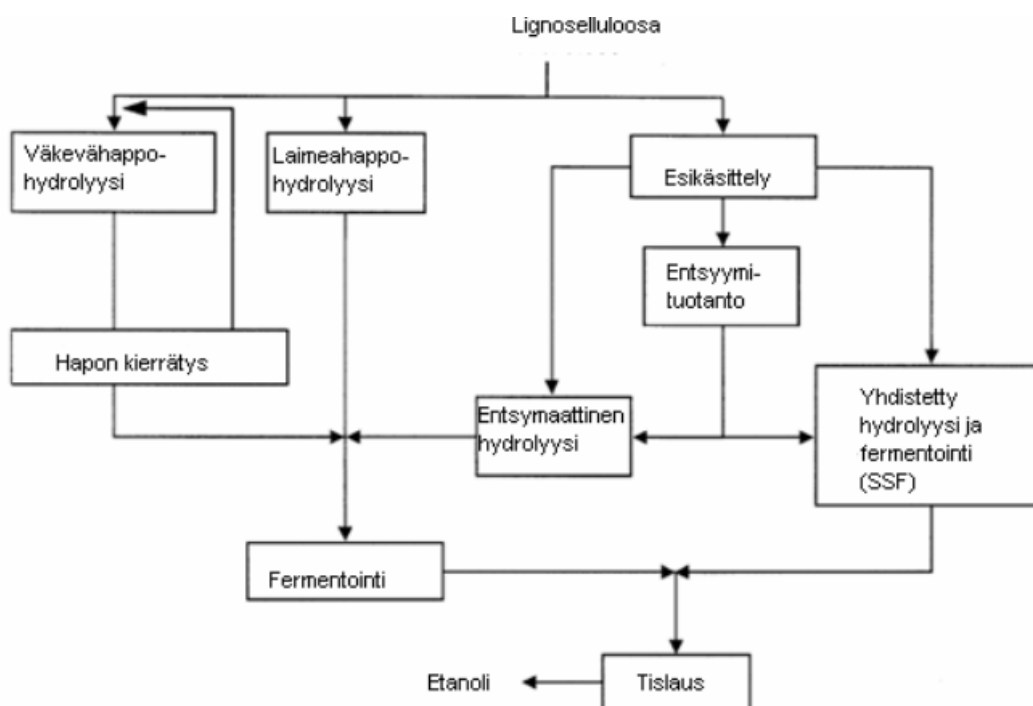 Lignoselluloosa
Väkevähappo-
hydrolyysi
Laimeahappo-
hydrolyysi
Esikäsittely
Entsyymi-
tuotanto
Hapon kierrätys
Entsymaattinen
hydrolyysi
Yhdistetty
hydrolyysi ja
fermentointi
(SSF)
Fermentointi
Etanoli
Tislaus